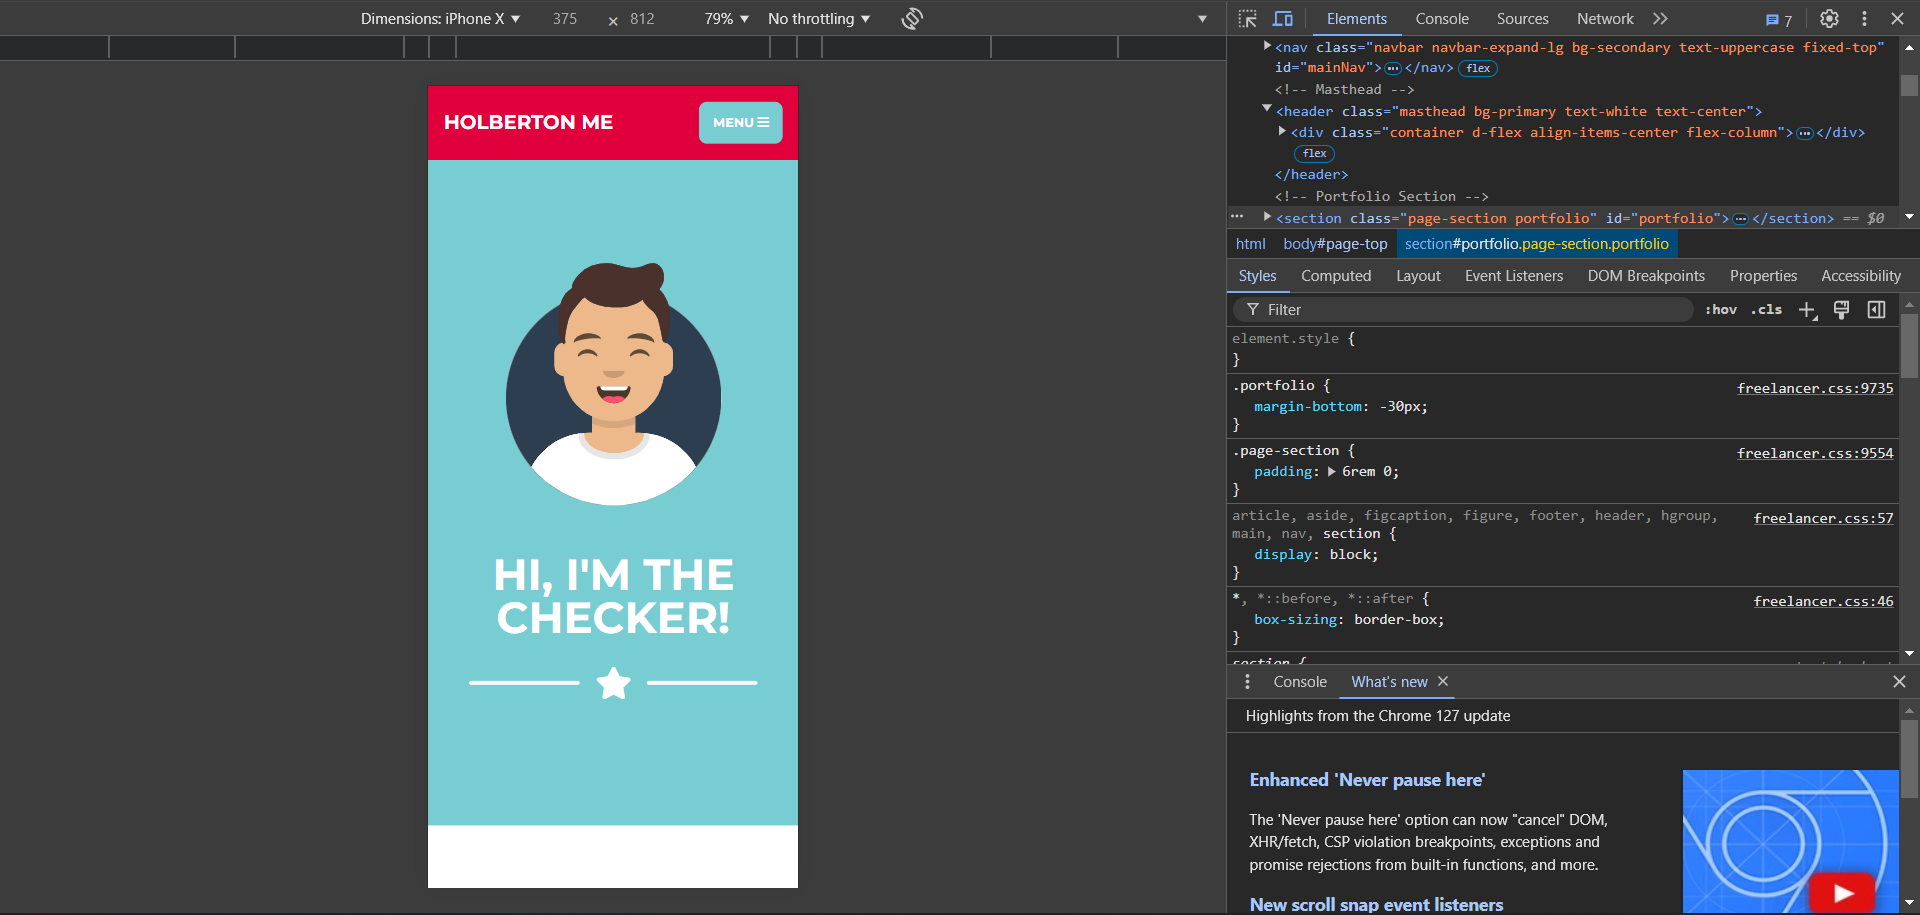 Dimensions: iPhone X ▼ 375 × 812 79% ▼ No throttling ▼
HOLBERTON ME
MENU
HI, I'M THE
CHECKER!
Elements Console Sources Network 7
<nav class="navbar navbar-expand-lg bg-secondary text-uppercase fixed-top"
id="mainNav">…</nav> flex
<!-- Masthead -->
<header class="masthead bg-primary text-white text-center">
<div class="container d-flex align-items-center flex-column">…</div>
flex
</header>
<!-- Portfolio Section -->
… <section class="page-section portfolio" id="portfolio">…</section> == $0
html body#page-top section#portfolio.page-section.portfolio
Styles Computed Layout Event Listeners DOM Breakpoints Properties Accessibility
Filter :hov .cls
element.style {
}
.portfolio { freelancer.css:9735
margin-bottom: -30px;
}
.page-section { freelancer.css:9554
padding: 6rem 0;
}
article, aside, figcaption, figure, footer, header, hgroup, freelancer.css:57
main, nav, section {
display: block;
}
*, *::before, *::after { freelancer.css:46
box-sizing: border-box;
}
section {
Console What's new
Highlights from the Chrome 127 update
Enhanced 'Never pause here'
The 'Never pause here' option can now "cancel" DOM,
XHR/fetch, CSP violation breakpoints, exceptions and
promise rejections from built-in functions, and more.
New scroll snap event listeners